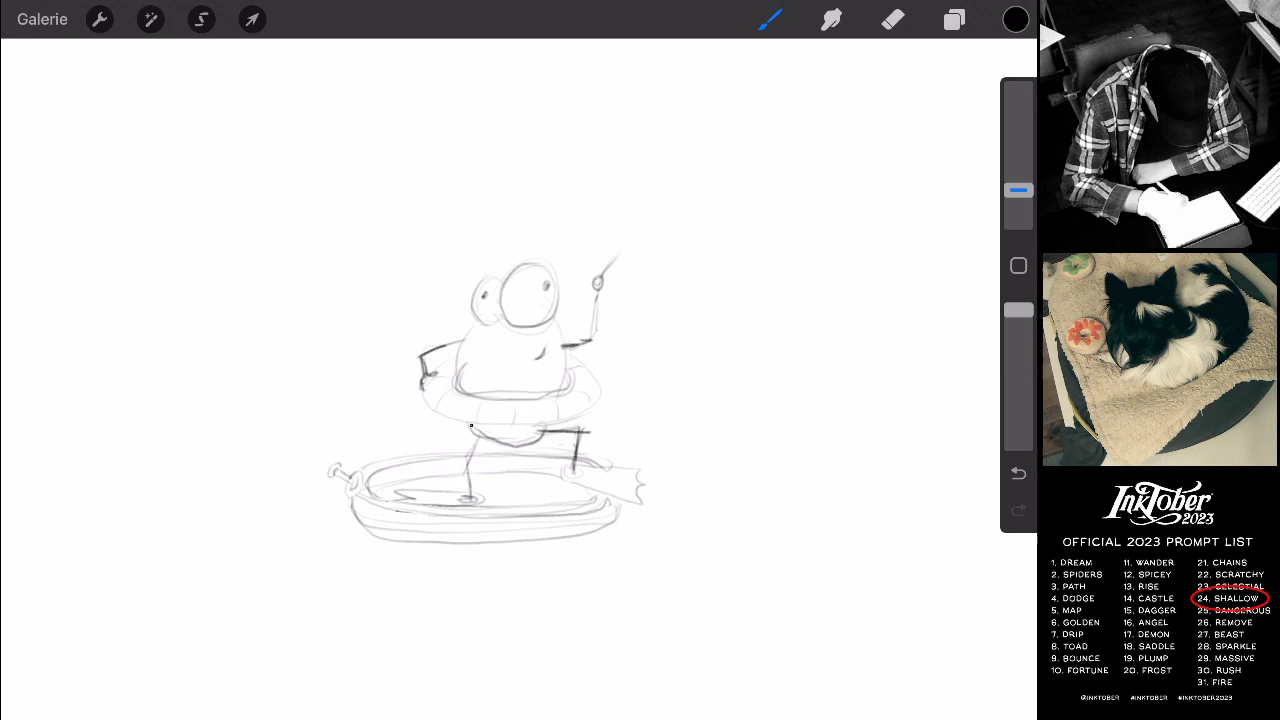 Galerie
INKTOBER
2023
OFFICIAL 2023 PROMPT LIST
1. DREAM
2. SPIDERS
3. PATH
4. DODGE
5. MAP
6. GOLDEN
7. DRIP
8. TOAD
9. BOUNCE
10. FORTUNE
11. WANDER
12. SPICEY
13. RISE
14. CASTLE
15. DAGGER
16. ANGEL
17. DEMON
18. SADDLE
19. PLUMP
20. FROST
21. CHAINS
22. SCRATCHY
23. CELESTIAL
24. SHALLOW
25. DANGEROUS
26. REMOVE
27. BEAST
28. SPARKLE
29. MASSIVE
30. RUSH
31. FIRE
@INKTOBER #INKTOBER #INKTOBER2023